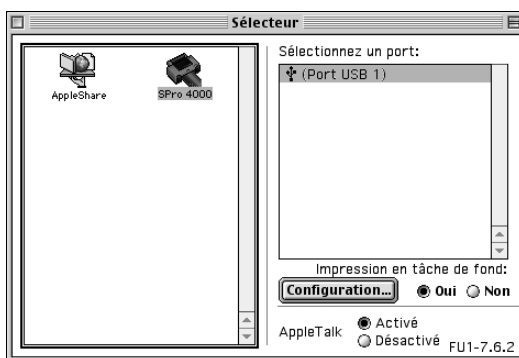 Sélecteur
AppleShare
SPro 4000
Sélectionnez un port:
(Port USB 1)
Impression en tâche de fond:
Configuration... Oui Non
AppleTalk Activé
Désactivé FU1-7.6.2